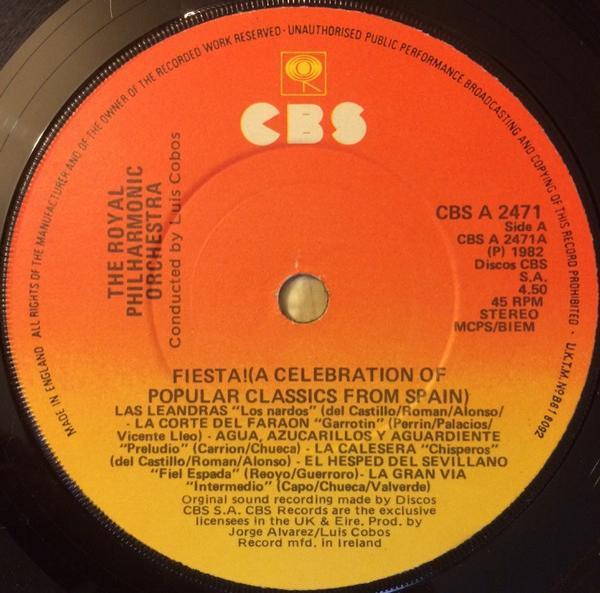 MADE IN ENGLAND ALL RIGHTS OF THE MANUFACTURER AND OF THE OWNER OF THE RECORDED WORK RESERVED · UNAUTHORISED PUBLIC PERFORMANCE BROADCASTING AND COPYING OF THIS RECORD PROHIBITED · U.K.T.M. Nº 861 8092
CBS
THE ROYAL
PHILHARMONIC
ORCHESTRA
Conducted by Luis Cobos
CBS A 2471
Side A
CBS A 2471A
(P) 1982
Discos CBS
S.A.
4.50
45 RPM
STEREO
MCPS/BIEM
FIESTA!(A CELEBRATION OF
POPULAR CLASSICS FROM SPAIN)
LAS LEANDRAS "Los nardos" (del Castillo/Roman/Alonso/
- LA CORTE DEL FARAON "Garrotin" (Perrin/Palacios/
Vicente Lleo) - AGUA, AZUCARILLOS Y AGUARDIENTE
"Preludio" (Carrion/Chueca) - LA CALESERA "Chisperos"
(del Castillo/Roman/Alonso) - EL HESPED DEL SEVILLANO
"Fiel Espada" (Reoyo/Guerroro)- LA GRAN VIA
"Intermedio" (Capo/Chueca/Valverde)
Orginal sound recording made by Discos
CBS S.A. CBS Records are the exclusive
licensees in the UK & Eire. Prod. by
Jorge Alvarez/Luis Cobos
Record mfd. in Ireland